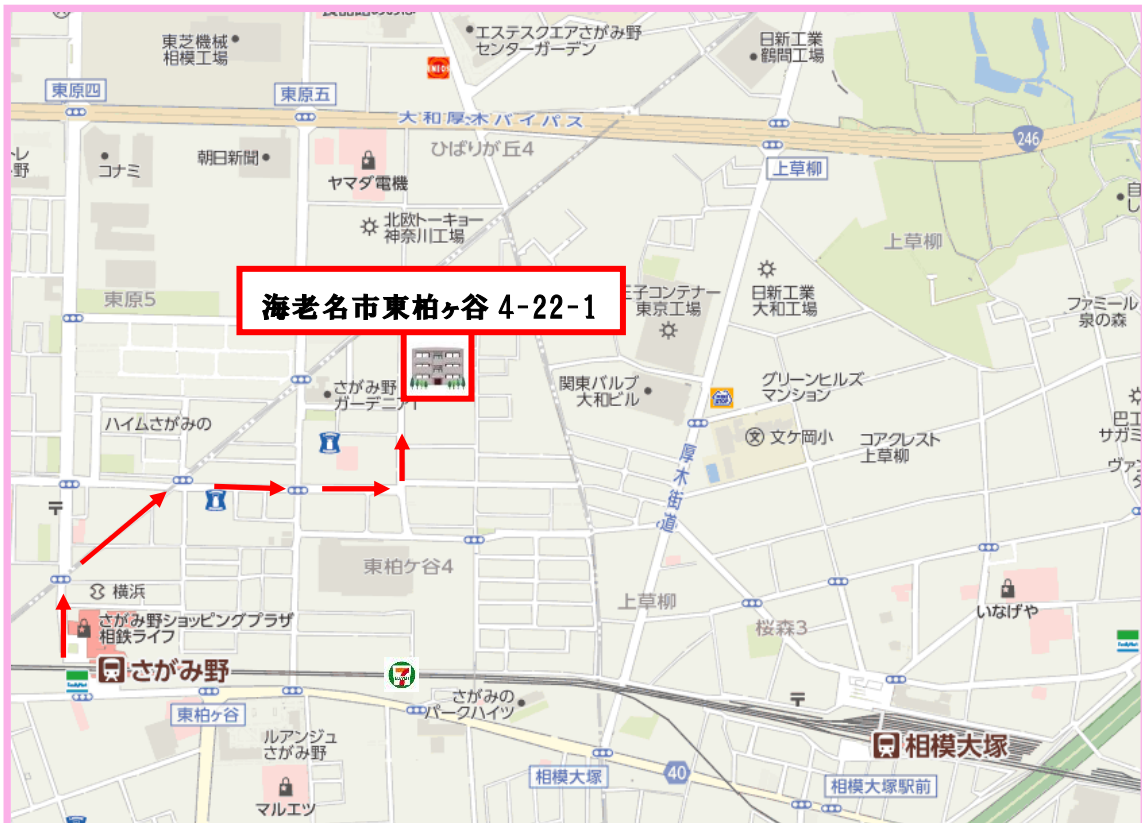 東芝機械
相模工場
エステスクエアさがみ野
センターガーデン
日新工業
鶴間工場
ENEOS
東原四
東原五
大和厚木バイパス
ひばりが丘4
246
上草柳
コナミ
朝日新聞
ヤマダ電機
北欧トーキョー
神奈川工場
上草柳
東原5
海老名市東柏ヶ谷 4-22-1
王子コンテナー
東京工場
日新工業
大和工場
ファミール
泉の森
さがみ野
ガーデニア
関東バルブ
大和ビル
グリーンヒルズ
マンション
ハイムさがみの
文
文ケ岡小
コアクレスト
上草柳
厚木街道
東柏ケ谷4
横浜
さがみ野ショッピングプラザ
相鉄ライフ
さがみ野
上草柳
桜森3
いなげや
さがみの
パークハイツ
東柏ケ谷
ルアンジュ
さがみ野
マルエツ
相模大塚
40
相模大塚
相模大塚駅前